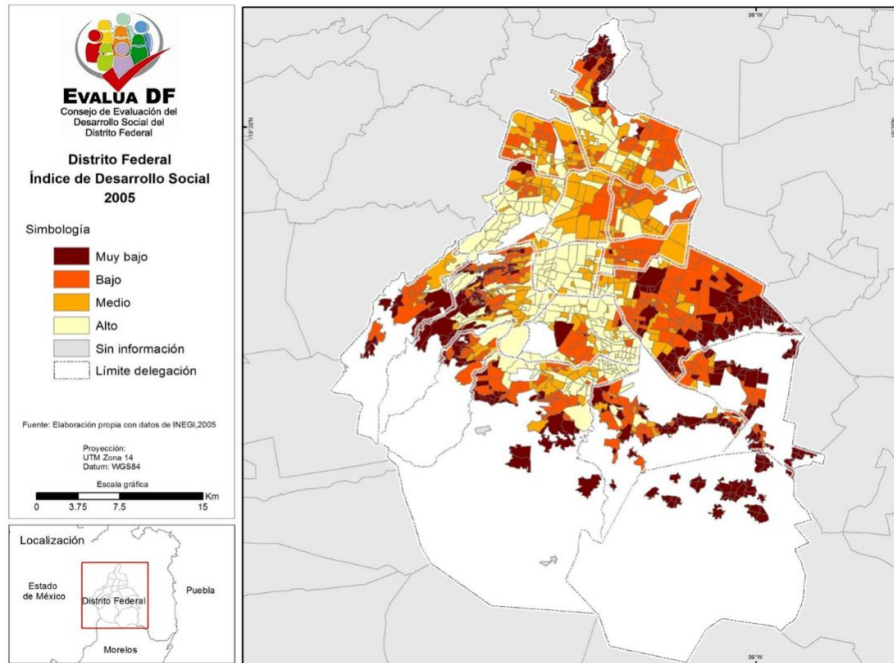 EVALUA DF
Consejo de Evaluación del
Desarrollo Social del
Distrito Federal
Distrito Federal
Índice de Desarrollo Social
2005
Simbología
Muy bajo
Bajo
Medio
Alto
Sin información
Límite delegación
Fuente: Elaboración propia con datos de INEGI,2005
Proyección:
UTM Zona 14
Datum: WGS84
Escala gráfica
Km
0 3.75 7.5 15
Localización
Estado
de México
Distrito Federal
Puebla
Morelos
99°W
99°W